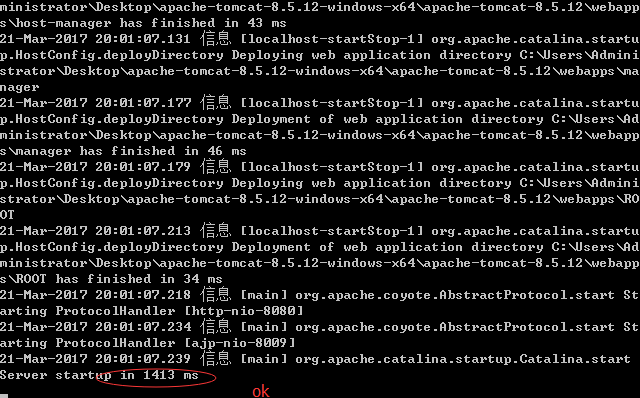 ministrator\Desktop\apache-tomcat-8.5.12-windows-x64\apache-tomcat-8.5.12\webapp
s\host-manager has finished in 43 ms
21-Mar-2017 20:01:07.131 信息 [localhost-startStop-1] org.apache.catalina.startu
p.HostConfig.deployDirectory Deploying web application directory C:\Users\Admini
strator\Desktop\apache-tomcat-8.5.12-windows-x64\apache-tomcat-8.5.12\webapps\ma
nager
21-Mar-2017 20:01:07.177 信息 [localhost-startStop-1] org.apache.catalina.startu
p.HostConfig.deployDirectory Deployment of web application directory C:\Users\Ad
ministrator\Desktop\apache-tomcat-8.5.12-windows-x64\apache-tomcat-8.5.12\webapp
s\manager has finished in 46 ms
21-Mar-2017 20:01:07.179 信息 [localhost-startStop-1] org.apache.catalina.startu
p.HostConfig.deployDirectory Deploying web application directory C:\Users\Admini
strator\Desktop\apache-tomcat-8.5.12-windows-x64\apache-tomcat-8.5.12\webapps\RO
OT
21-Mar-2017 20:01:07.213 信息 [localhost-startStop-1] org.apache.catalina.startu
p.HostConfig.deployDirectory Deployment of web application directory C:\Users\Ad
ministrator\Desktop\apache-tomcat-8.5.12-windows-x64\apache-tomcat-8.5.12\webapp
s\ROOT has finished in 34 ms
21-Mar-2017 20:01:07.218 信息 [main] org.apache.coyote.AbstractProtocol.start St
arting ProtocolHandler [http-nio-8080]
21-Mar-2017 20:01:07.234 信息 [main] org.apache.coyote.AbstractProtocol.start St
arting ProtocolHandler [ajp-nio-8009]
21-Mar-2017 20:01:07.239 信息 [main] org.apache.catalina.startup.Catalina.start
Server startup in 1413 ms
ok